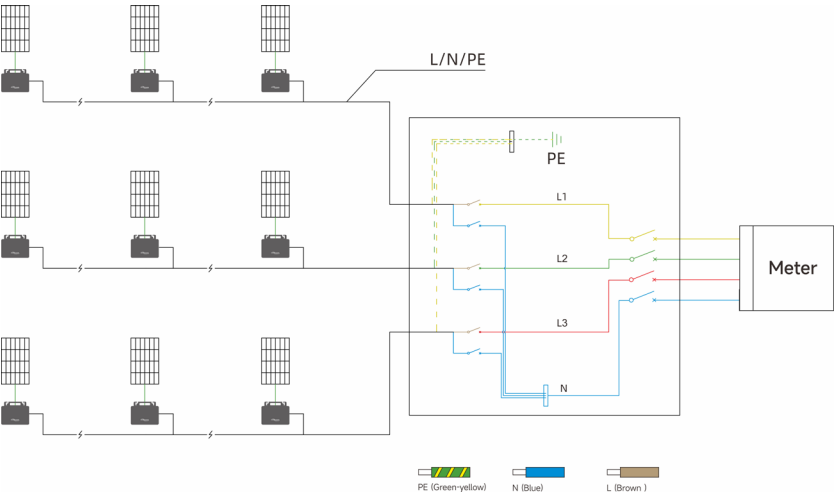 L/N/PE
PE
L1
L2
Meter
L3
N
PE (Green-yellow)
N (Blue)
L (Brown )